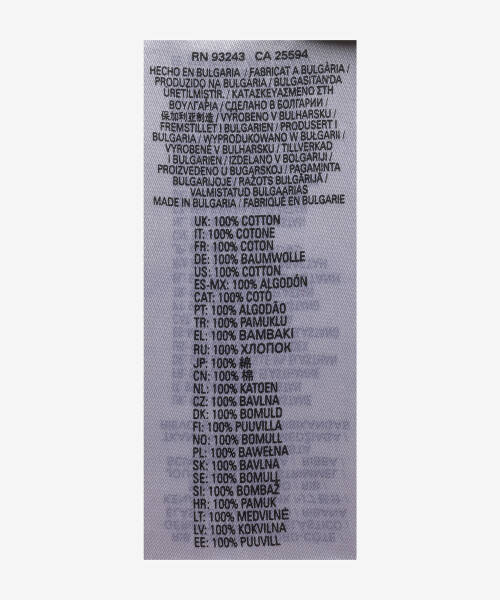 RN 93243 CA 25594
HECHO EN BULGARIA / FABRICAT A BULGÀRIA /
PRODUZIDO NA BULGÁRIA / BULGASITAN'DA
ÜRETİLMİŞTİR. / ΚΑΤΑΣΚΕΥΑΣΜΕΝΟ ΣΤΗ
ΒΟΥΛΓΑΡΙΑ / СДЕЛАНО В БОЛГАРИИ /
保加利亚制造 / VYROBENO V BULHARSKU /
FREMSTILLET I BULGARIEN / PRODUSERT I
BULGARIA / WYPRODUKOWANO W BUŁGARII /
VYROBENÉ V BULHARSKU / TILLVERKAD
I BULGARIEN / IZDELANO V BOLGARIJI /
PROIZVEDENO U BUGARSKOJ / PAGAMINTA
BULGARIJOJE / RAŽOTS BULGĀRIJĀ /
VALMISTATUD BULGAARIAS
MADE IN BULGARIA / FABRIQUÉ EN BULGARIE
UK: 100% COTTON
IT: 100% COTONE
FR: 100% COTON
DE: 100% BAUMWOLLE
US: 100% COTTON
ES-MX: 100% ALGODÓN
CAT: 100% COTÓ
PT: 100% ALGODÃO
TR: 100% PAMUKLU
EL: 100% ΒΑΜΒΑΚΙ
RU: 100% ХЛОПОК
JP: 100% 綿
CN: 100% 棉
NL: 100% KATOEN
CZ: 100% BAVLNA
DK: 100% BOMULD
FI: 100% PUUVILLA
NO: 100% BOMULL
PL: 100% BAWEŁNA
SK: 100% BAVLNA
SE: 100% BOMULL
SI: 100% BOMBAŽ
HR: 100% PAMUK
LT: 100% MEDVILNĖ
LV: 100% KOKVILNA
EE: 100% PUUVILL